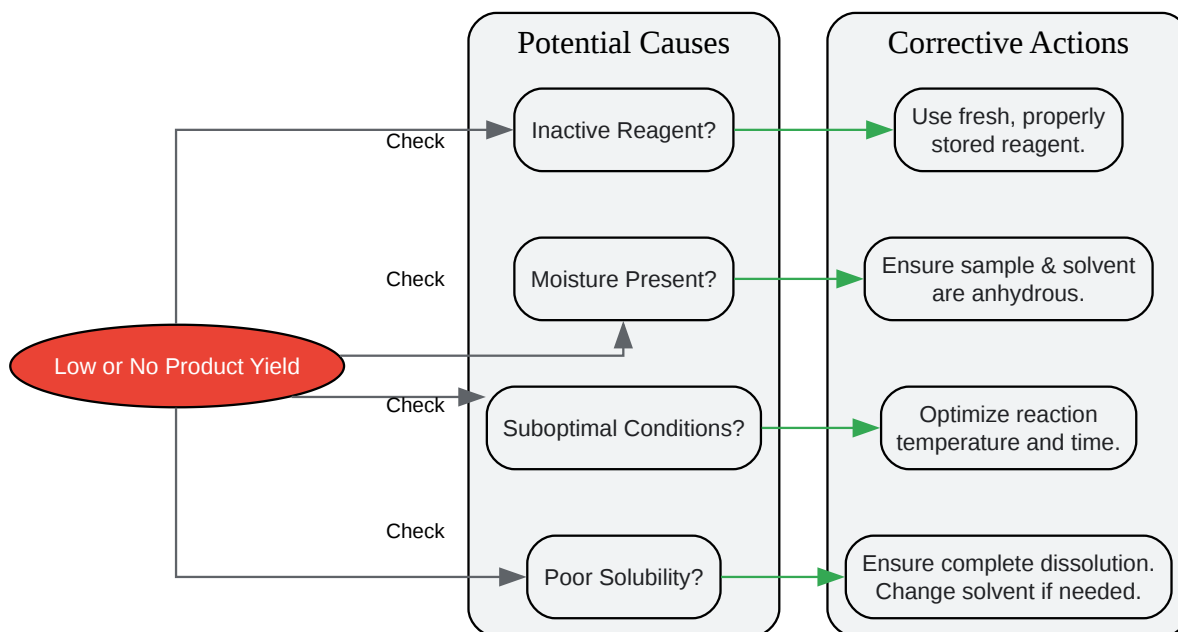 Potential Causes
Corrective Actions
Check
Inactive Reagent?
Use fresh, properly
stored reagent.
Check
Moisture Present?
Ensure sample & solvent
are anhydrous.
Low or No Product Yield
Check
Suboptimal Conditions?
Optimize reaction
temperature and time.
Check
Poor Solubility?
Ensure complete dissolution.
Change solvent if needed.